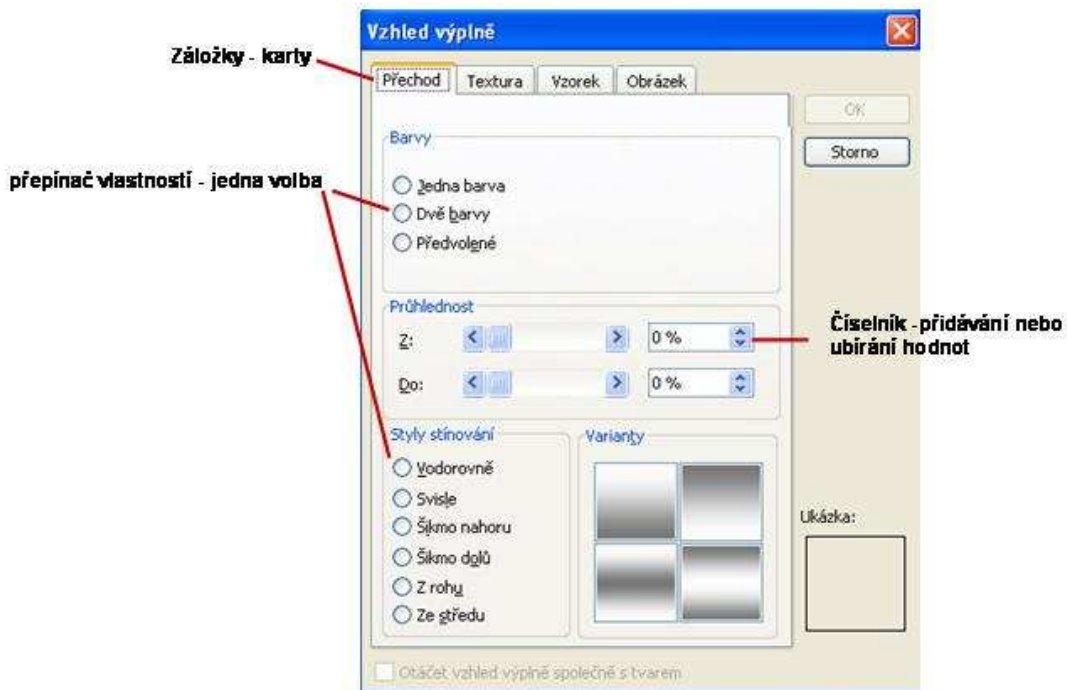 Vzhled výplně
Záložky - karty
Přechod Textura Vzorek Obrázek
OK
Storno
Barvy
přepínač vlastností - jedna volba
Jedna barva
Dvě barvy
Předvolené
Průhlednost
Z: 0 %
Do: 0 %
Číselník -přidávání nebo
ubírání hodnot
Styly stínování
Vodorovně
Svisle
Šikmo nahoru
Šikmo dolů
Z rohu
Ze středu
Varianty
Ukázka:
Otáčet vzhled výplně společně s tvarem